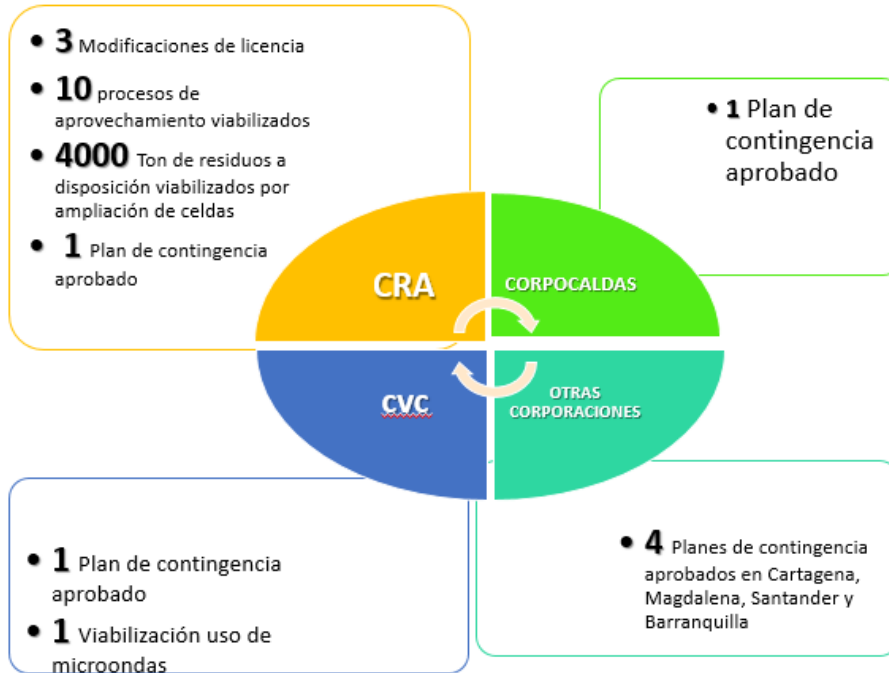 • 3 Modificaciones de licencia
• 10 procesos de
aprovechamiento viabilizados
• 4000 Ton de residuos a
disposición viabilizados por
ampliación de celdas
• 1 Plan de contingencia
aprobado
• 1 Plan de
contingencia
aprobado
CRA
CORPOCALDAS
CVC
OTRAS
CORPORACIONES
• 1 Plan de contingencia
aprobado
• 1 Viabilización uso de
microondas
• 4 Planes de contingencia
aprobados en Cartagena,
Magdalena, Santander y
Barranquilla